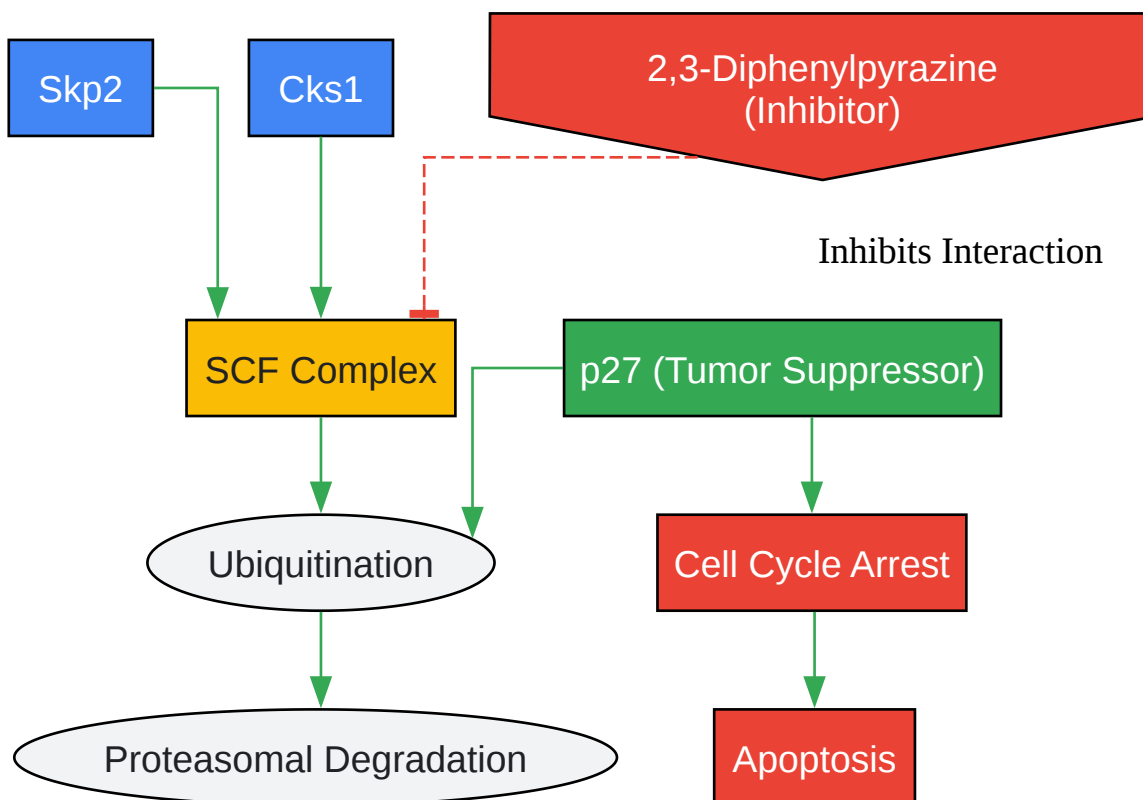 Skp2
Cks1
2,3-Diphenylpyrazine
(Inhibitor)
Inhibits Interaction
SCF Complex
p27 (Tumor Suppressor)
Ubiquitination
Cell Cycle Arrest
Proteasomal Degradation
Apoptosis